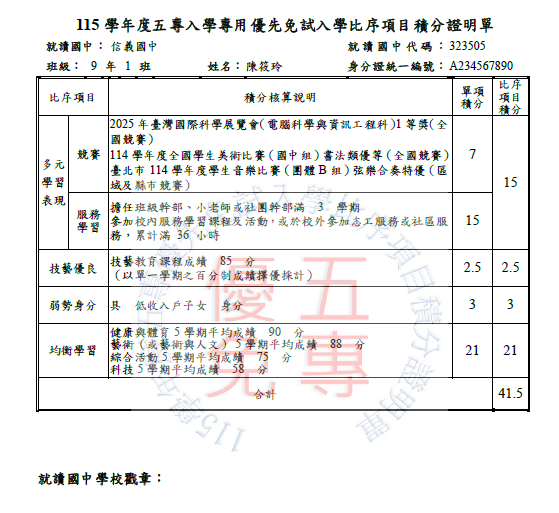 115 學年度五專入學專用優先免試入學比序項目積分證明單
就讀國中：信義國中 就讀國中代碼：323505
班級：9 年 1 班 姓名：陳筱玲 身分證統一編號：A234567890
比序項目 積分核算說明 單項積分 比序項目積分
多元學習表現 競賽 2025 年臺灣國際科學展覽會(電腦科學與資訊工程科)1 等獎(全
國競賽)
114 學年度全國學生美術比賽(國中組)書法類優等(全國競賽)
臺北市 114 學年度學生音樂比賽(團體 B 組)弦樂合奏特優(區
域及縣市競賽) 7 15
服務學習 擔任班級幹部、小老師或社團幹部滿 3 學期
參加校內服務學習課程及活動，或於校外參加志工服務或社區服
務，累計滿 36 小時 15
技藝優良 技藝教育課程成績 85 分
（以單一學期之百分制成績擇優採計） 2.5 2.5
弱勢身分 具 低收入戶子女 身分 3 3
均衡學習 健康與體育 5 學期平均成績 90 分
藝術（或藝術與人文）5 學期平均成績 88 分
綜合活動 5 學期平均成績 75 分
科技 5 學期平均成績 58 分 21 21
合計 41.5
優五
免專
就讀國中學校戳章：